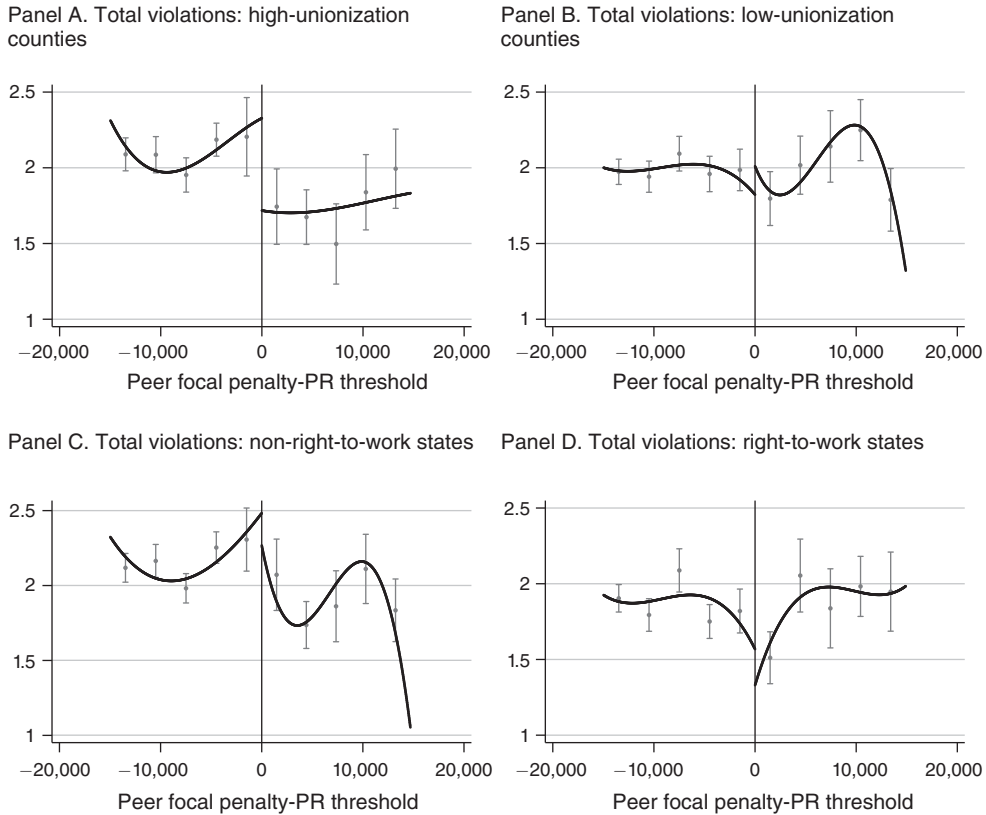 Panel A. Total violations: high-unionization
counties
2.5
2
1.5
1
−20,000 −10,000 0 10,000 20,000
Peer focal penalty-PR threshold
Panel B. Total violations: low-unionization
counties
2.5
2
1.5
1
−20,000 −10,000 0 10,000 20,000
Peer focal penalty-PR threshold
Panel C. Total violations: non-right-to-work states
2.5
2
1.5
1
−20,000 −10,000 0 10,000 20,000
Peer focal penalty-PR threshold
Panel D. Total violations: right-to-work states
2.5
2
1.5
1
−20,000 −10,000 0 10,000 20,000
Peer focal penalty-PR threshold